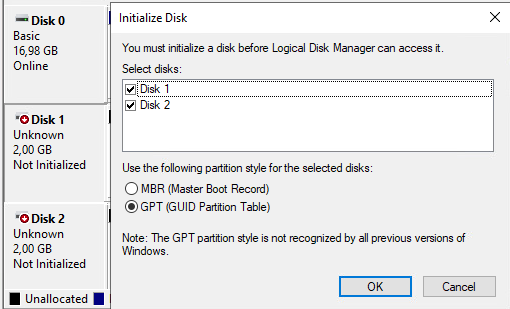 Disk 0
Basic
16,98 GB
Online
Disk 1
Unknown
2,00 GB
Not Initialized
Disk 2
Unknown
2,00 GB
Not Initialized
Unallocated
Initialize Disk
You must initialize a disk before Logical Disk Manager can access it.
Select disks:
Disk 1
Disk 2
Use the following partition style for the selected disks:
MBR (Master Boot Record)
GPT (GUID Partition Table)
Note: The GPT partition style is not recognized by all previous versions of
Windows.
OK
Cancel